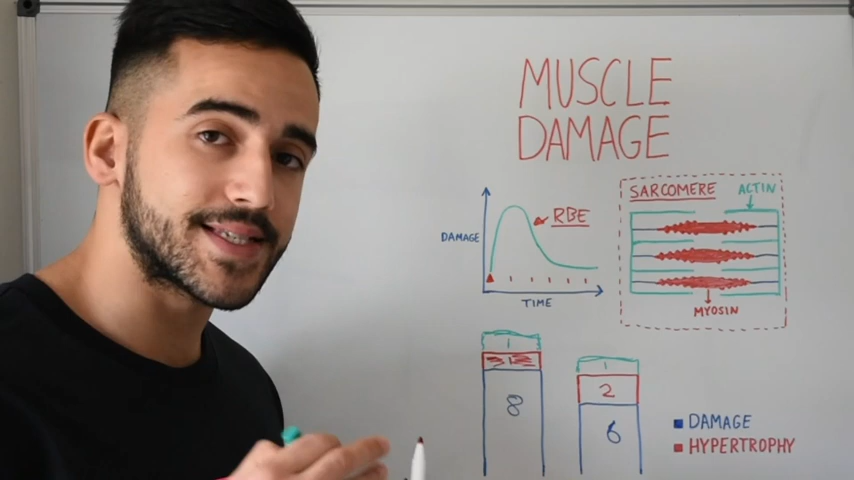 MUSCLE
DAMAGE
DAMAGE
RBE
TIME
SARCOMERE
ACTIN
MYOSIN
1
8
1
2
6
DAMAGE
HYPERTROPHY